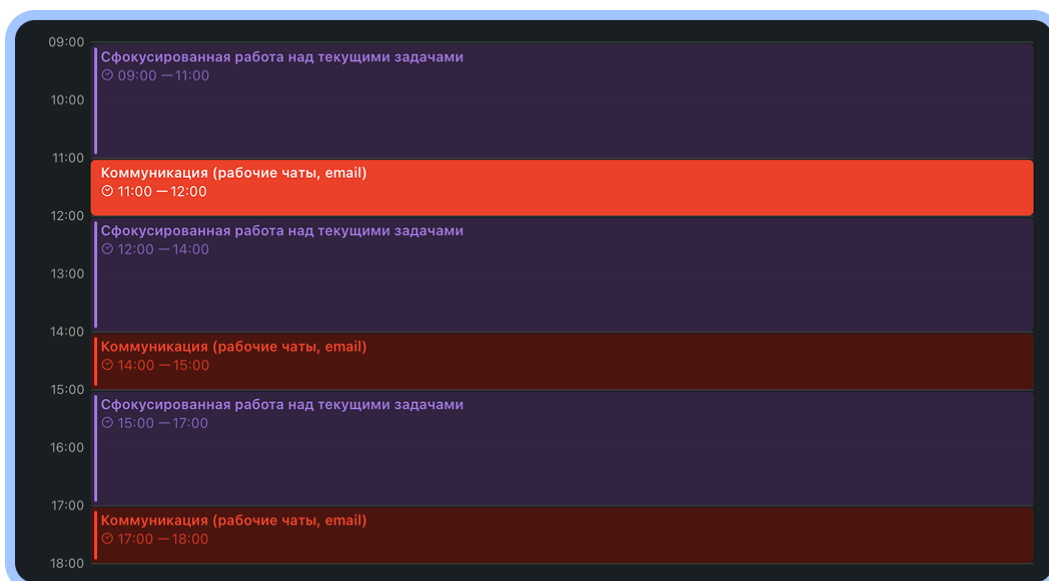 09:00
Сфокусированная работа над текущими задачами
09:00 — 11:00
10:00
11:00
Коммуникация (рабочие чаты, email)
11:00 — 12:00
12:00
Сфокусированная работа над текущими задачами
12:00 — 14:00
13:00
14:00
Коммуникация (рабочие чаты, email)
14:00 — 15:00
15:00
Сфокусированная работа над текущими задачами
15:00 — 17:00
16:00
17:00
Коммуникация (рабочие чаты, email)
17:00 — 18:00
18:00